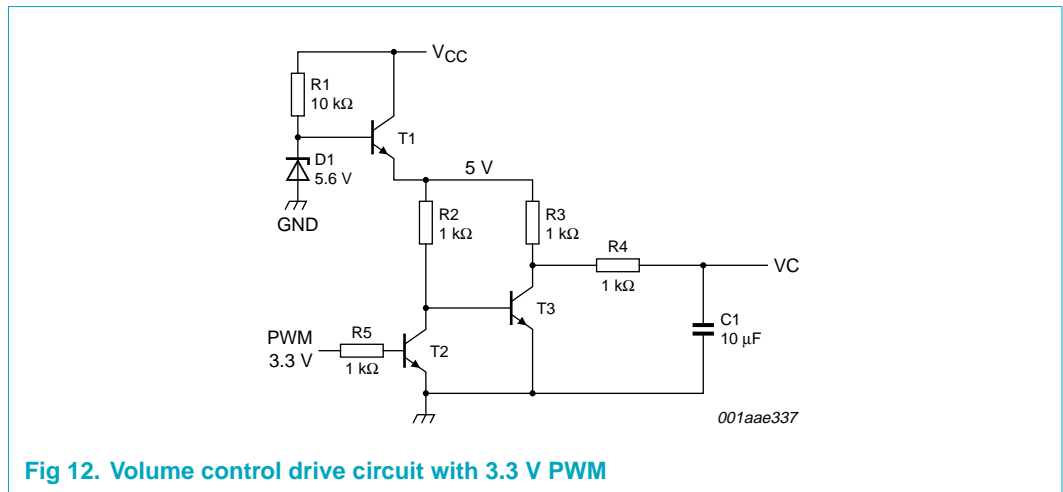 VCC
R1
10 kΩ
T1
D1
5.6 V
GND
5 V
R2
1 kΩ
R3
1 kΩ
R4
1 kΩ
VC
T3
C1
10 μF
PWM
3.3 V
R5
1 kΩ
T2
001aae337
Fig 12. Volume control drive circuit with 3.3 V PWM